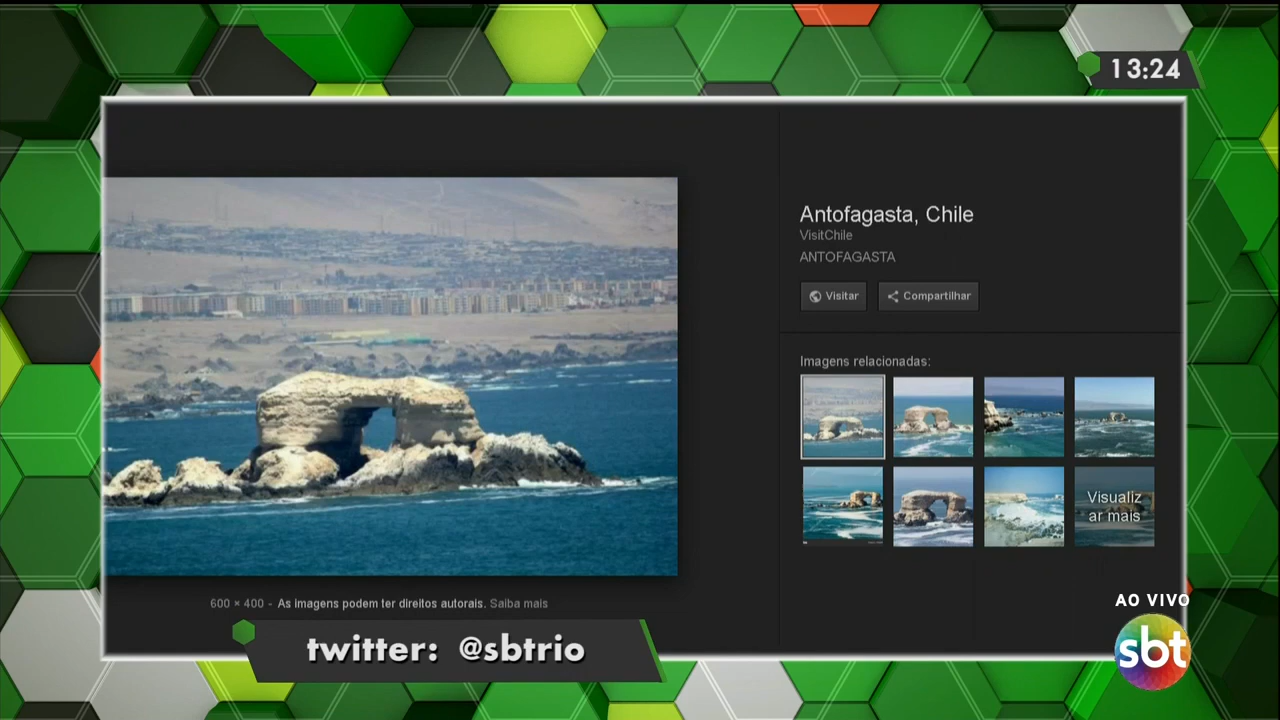 13:24
Antofagasta, Chile
VisitChile
ANTOFAGASTA
Visitar
Compartilhar
Imagens relacionadas:
Visualiz
ar mais
600 × 400 - As imagens podem ter direitos autorais. Saiba mais
AO VIVO
sbt
twitter: @sbtrio